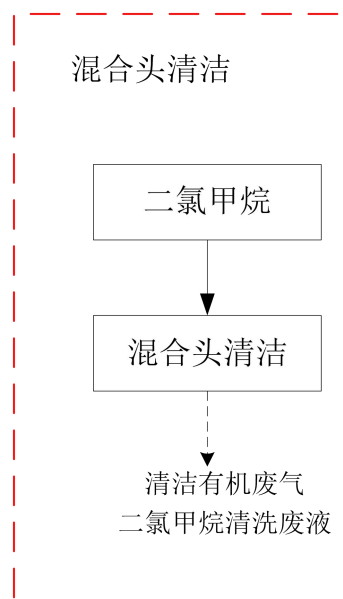 混合头清洁
二氯甲烷
混合头清洁
清洁有机废气
二氯甲烷清洗废液